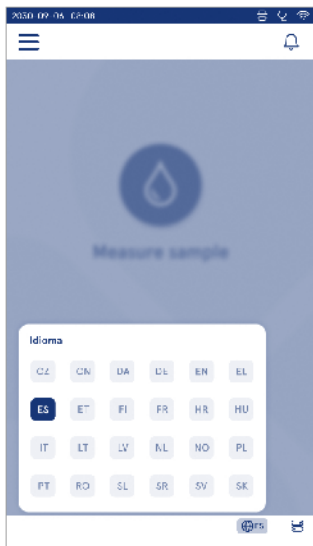 2030-09-06 08:08
Measure sample
Idioma
CZ CN DA DE EN EL
ES ET FI FR HR HU
IT LT LV NL NO PL
PT RO SL SR SV SK
ES